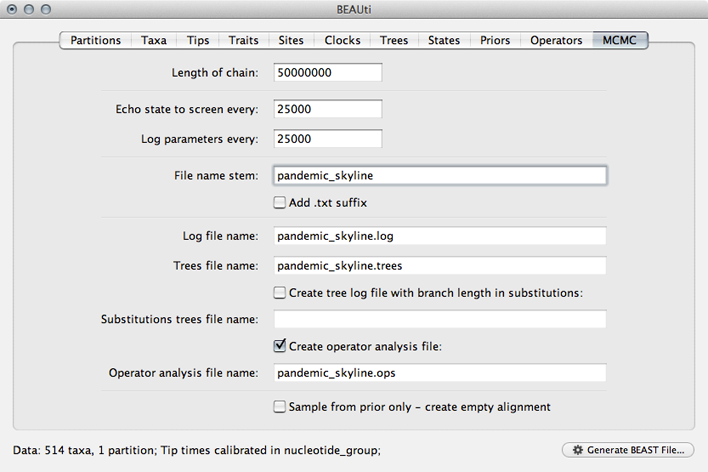 BEAUti
Partitions Taxa Tips Traits Sites Clocks Trees States Priors Operators MCMC
Length of chain: 50000000
Echo state to screen every: 25000
Log parameters every: 25000
File name stem: pandemic_skyline
Add .txt suffix
Log file name: pandemic_skyline.log
Trees file name: pandemic_skyline.trees
Create tree log file with branch length in substitutions:
Substitutions trees file name:
Create operator analysis file:
Operator analysis file name: pandemic_skyline.ops
Sample from prior only - create empty alignment
Data: 514 taxa, 1 partition; Tip times calibrated in nucleotide_group; Generate BEAST File...